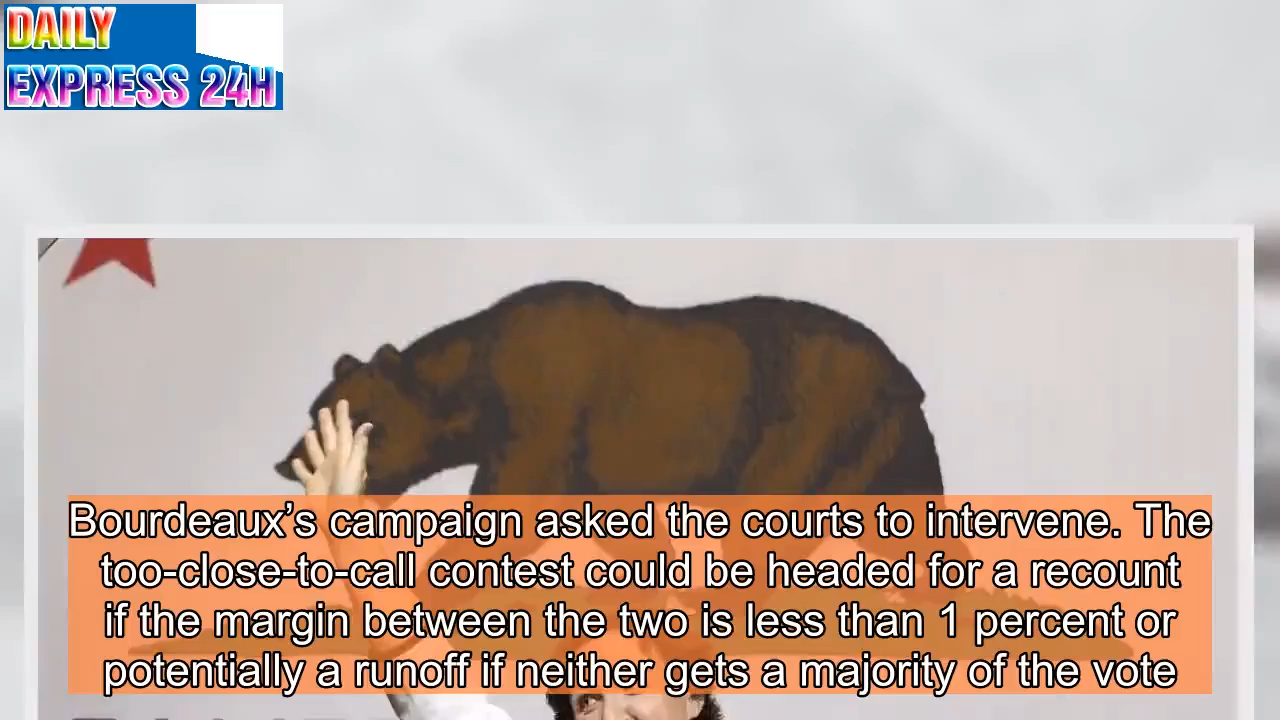 DAILY
EXPRESS 24H
Bourdeaux’s campaign asked the courts to intervene. The
too-close-to-call contest could be headed for a recount
if the margin between the two is less than 1 percent or
potentially a runoff if neither gets a majority of the vote